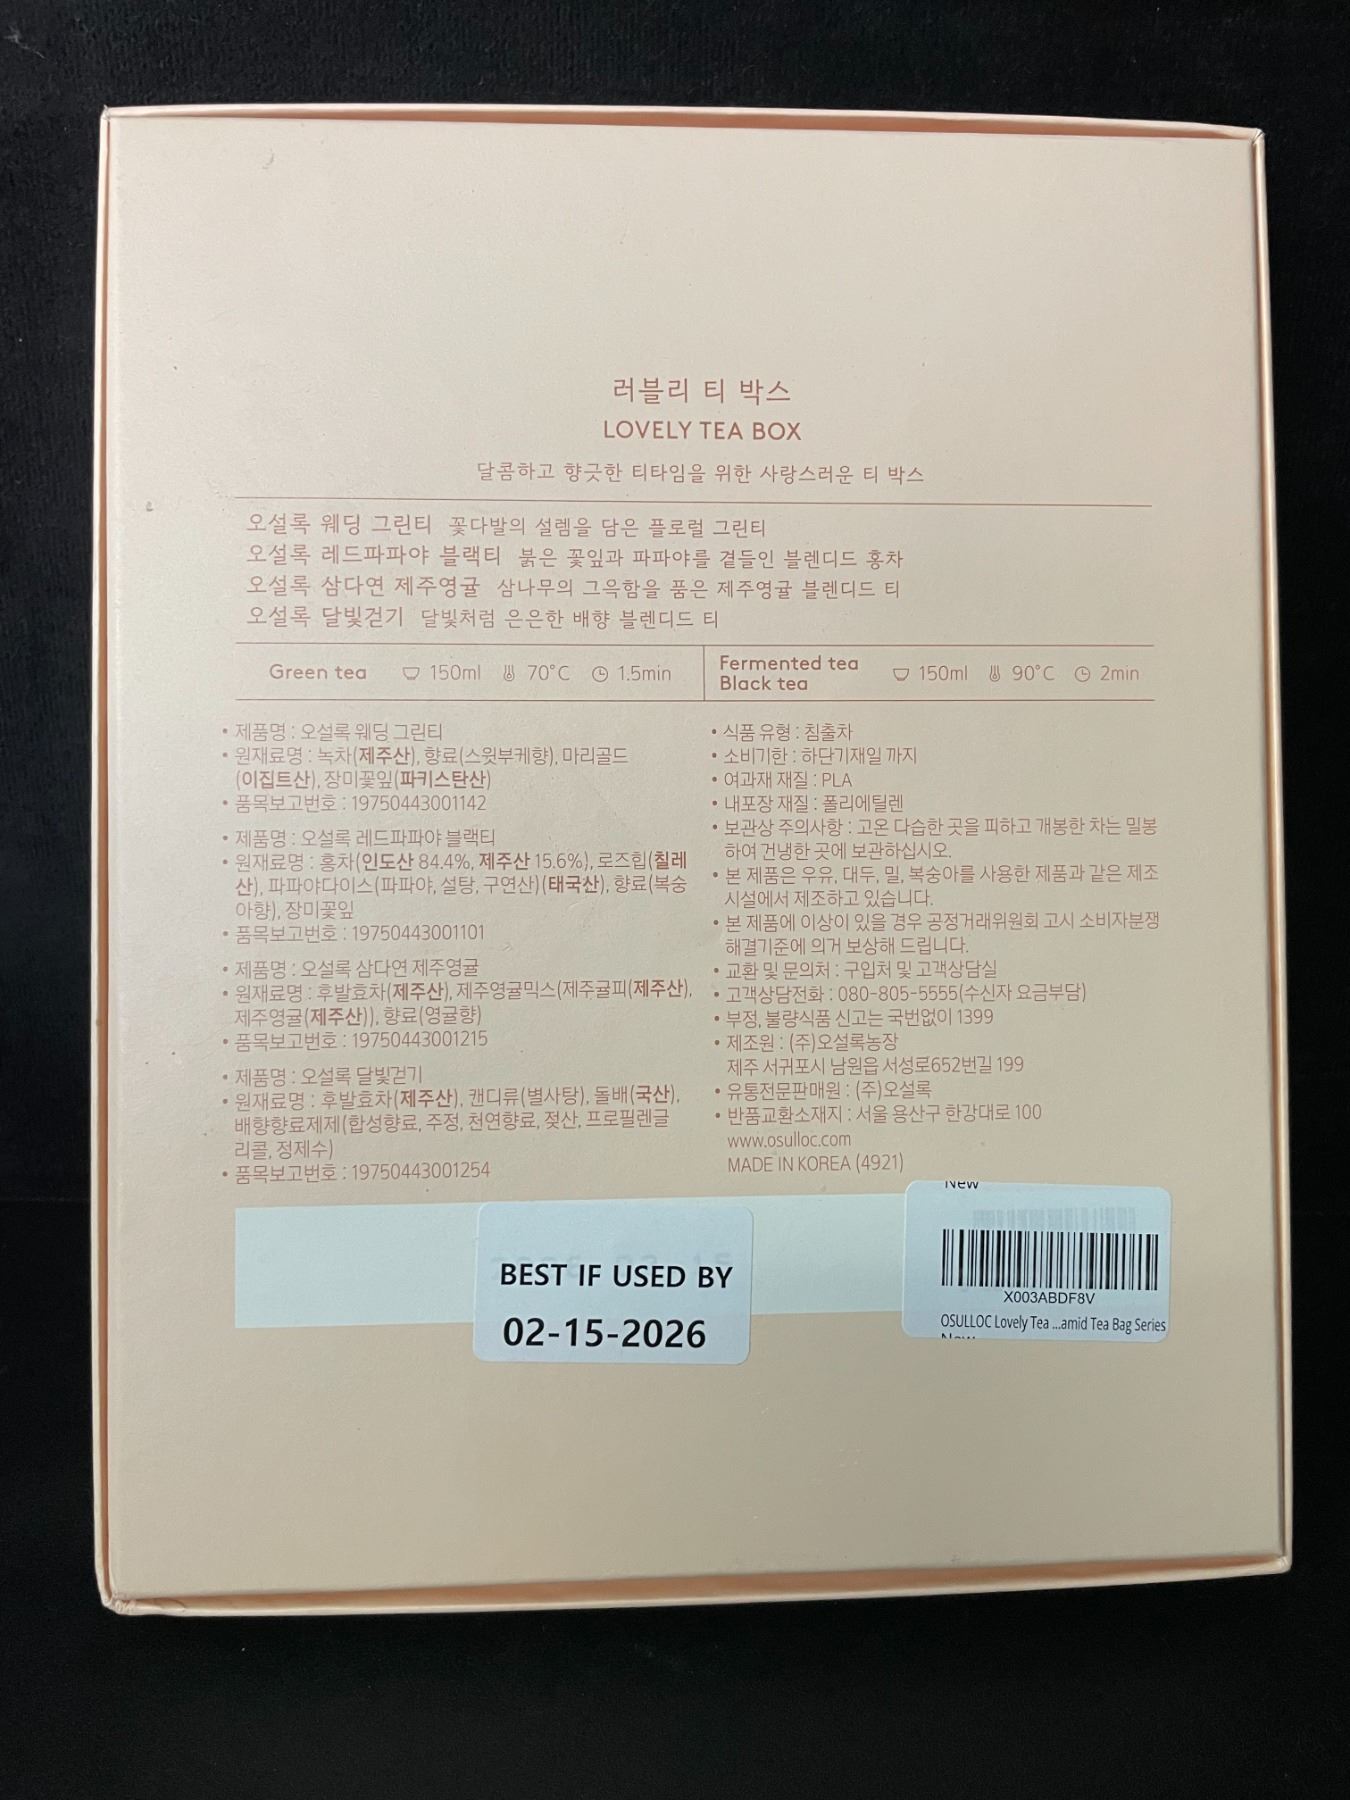 러블리 티 박스
LOVELY TEA BOX
달콤하고 향긋한 티타임을 위한 사랑스러운 티 박스
오설록 웨딩 그린티 꽃다발의 설렘을 담은 플로럴 그린티
오설록 레드파파야 블랙티 붉은 꽃잎과 파파야를 곁들인 블렌디드 홍차
오설록 삼다연 제주영귤 삼나무의 그윽함을 품은 제주영귤 블렌디드 티
오설록 달빛걷기 달빛처럼 은은한 배향 블렌디드 티
Green tea 150ml 70°C 1.5min
Fermented tea
Black tea
150ml 90°C 2min
• 제품명 : 오설록 웨딩 그린티
• 원재료명 : 녹차(제주산), 향료(스윗부케향), 마리골드
(이집트산), 장미꽃잎(파키스탄산)
• 품목보고번호 : 19750443001142
• 제품명 : 오설록 레드파파야 블랙티
• 원재료명 : 홍차(인도산 84.4%, 제주산 15.6%), 로즈힙(칠레
산), 파파야다이스(파파야, 설탕, 구연산)(태국산), 향료(복숭
아향), 장미꽃잎
• 품목보고번호 : 19750443001101
• 제품명 : 오설록 삼다연 제주영귤
• 원재료명 : 후발효차(제주산), 제주영귤믹스(제주귤피(제주산),
제주영귤(제주산)), 향료(영귤향)
• 품목보고번호 : 19750443001215
• 제품명 : 오설록 달빛걷기
• 원재료명 : 후발효차(제주산), 캔디류(별사탕), 돌배(국산),
배향향료제제(합성향료, 주정, 천연향료, 젖산, 프로필렌글
리콜, 정제수)
• 품목보고번호 : 19750443001254
• 식품 유형 : 침출차
• 소비기한 : 하단기재일 까지
• 여과재 재질 : PLA
• 내포장 재질 : 폴리에틸렌
• 보관상 주의사항 : 고온 다습한 곳을 피하고 개봉한 차는 밀봉
하여 건냉한 곳에 보관하십시오.
• 본 제품은 우유, 대두, 밀, 복숭아를 사용한 제품과 같은 제조
시설에서 제조하고 있습니다.
• 본 제품에 이상이 있을 경우 공정거래위원회 고시 소비자분쟁
해결기준에 의거 보상해 드립니다.
• 교환 및 문의처 : 구입처 및 고객상담실
• 고객상담전화 : 080-805-5555(수신자 요금부담)
• 부정, 불량식품 신고는 국번없이 1399
• 제조원 : (주)오설록농장
제주 서귀포시 남원읍 서성로652번길 199
• 유통전문판매원 : (주)오설록
• 반품교환소재지 : 서울 용산구 한강대로 100
www.osulloc.com
MADE IN KOREA (4921)
BEST IF USED BY
02-15-2026
New
X003ABDF8V
OSULLOC Lovely Tea ...amid Tea Bag Series
New